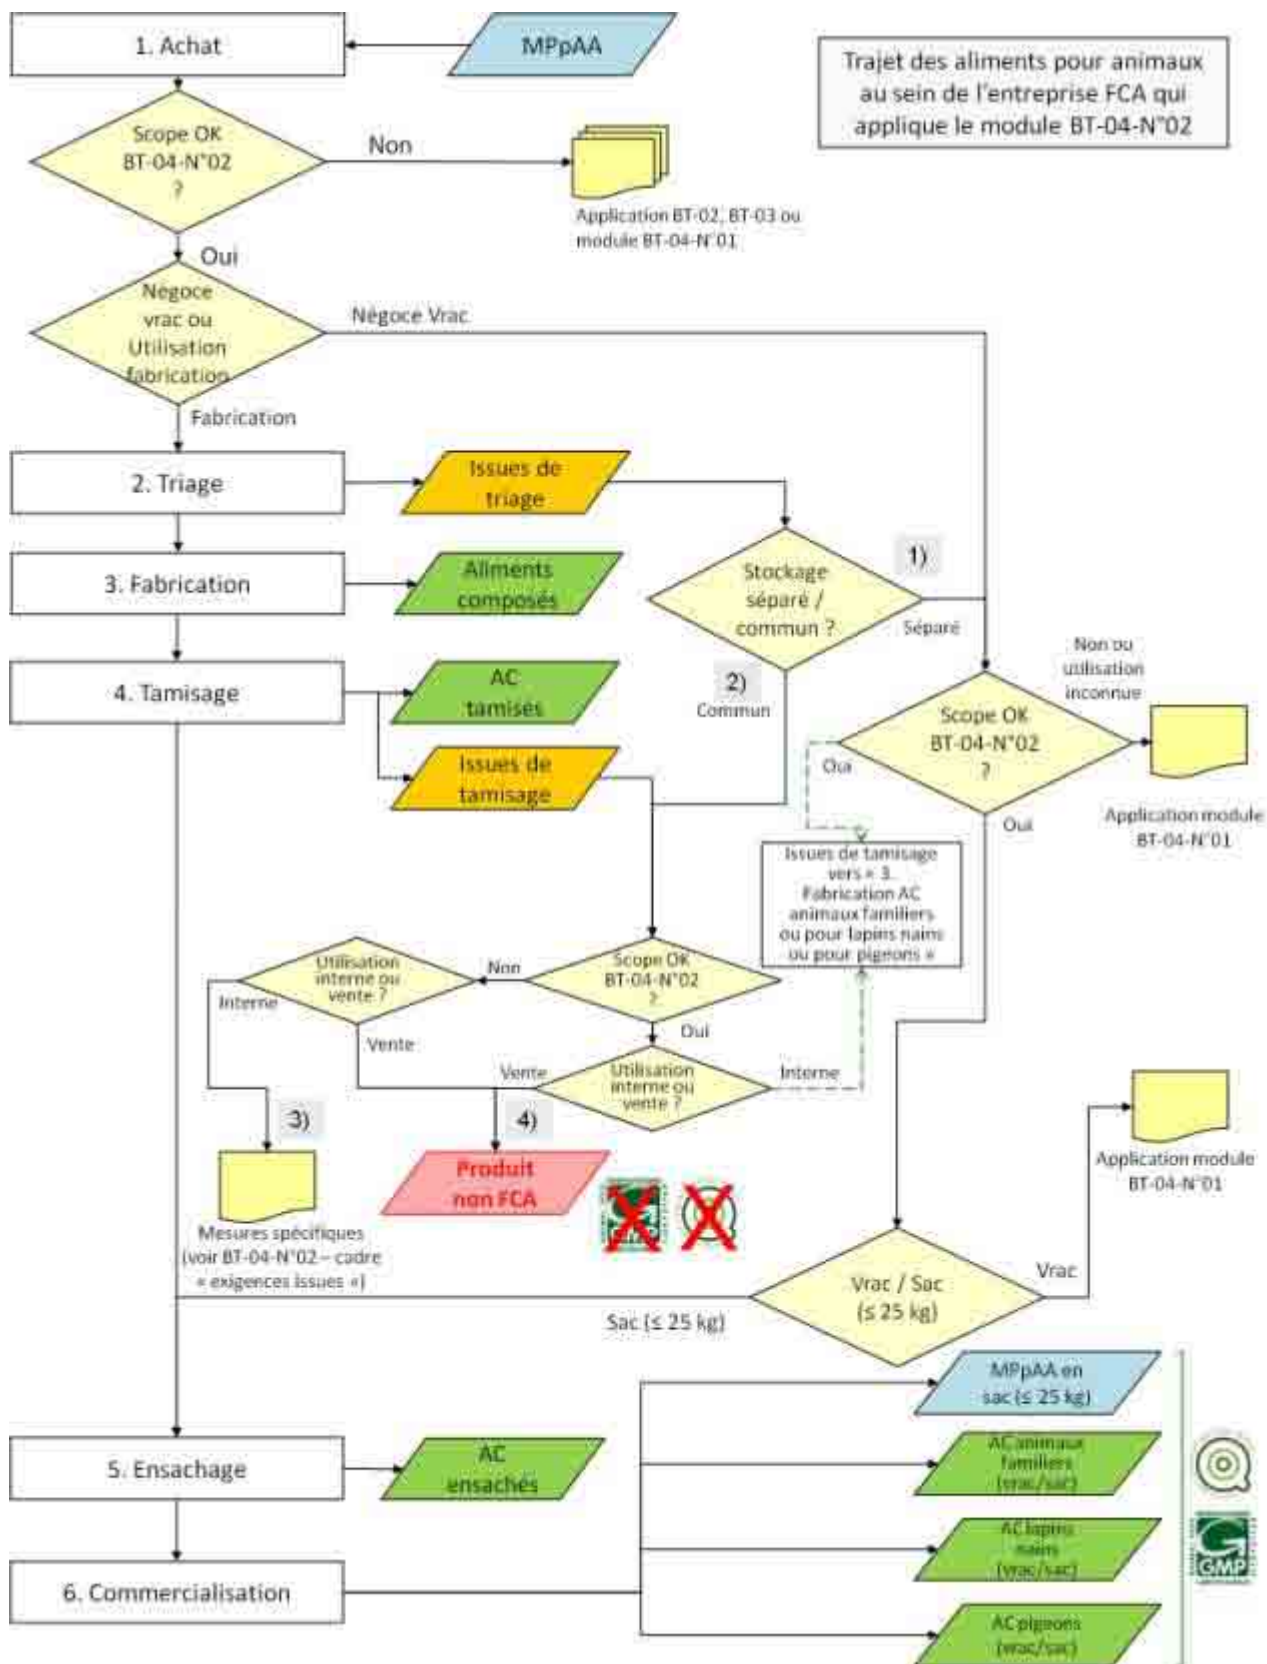 1. Achat
MPpAA
Trajet des aliments pour animaux
au sein de l'entreprise FCA qui
applique le module BT-04-N°02
Scope OK
BT-04-N°02
?
Non
Application BT-02, BT-03 ou
module BT-04-N°01
Oui
Négoce
vrac ou
Utilisation
fabrication
Négoce Vrac
Fabrication
2. Triage
Issues de
triage
3. Fabrication
Aliments
composés
Stockage
séparé /
commun ?
1)
Séparé
2)
Commun
4. Tamisage
AC
tamisés
Issues de
tamisage
Non ou
utilisation
inconnue
Scope OK
BT-04-N°02
?
Oui
Oui
Application module
BT-04-N°01
Issues de tamisage
vers « 3.
Fabrication AC
animaux familiers
ou pour lapins nains
ou pour pigeons »
Utilisation
interne ou
vente ?
Non
Scope OK
BT-04-N°02
?
Interne
Vente
Oui
Vente
Utilisation
interne ou
vente ?
Interne
3)
4)
Produit
non FCA
Mesures spécifiques
(voir BT-04-N°02 – cadre
« exigences issues »)
Application module
BT-04-N°01
Vrac / Sac
(≤ 25 kg)
Vrac
Sac (≤ 25 kg)
MPpAA en
sac (≤ 25 kg)
5. Ensachage
AC
ensachés
AC animaux
familiers
(vrac/sac)
AC lapins
nains
(vrac/sac)
GMP
6. Commercialisation
AC pigeons
(vrac/sac)